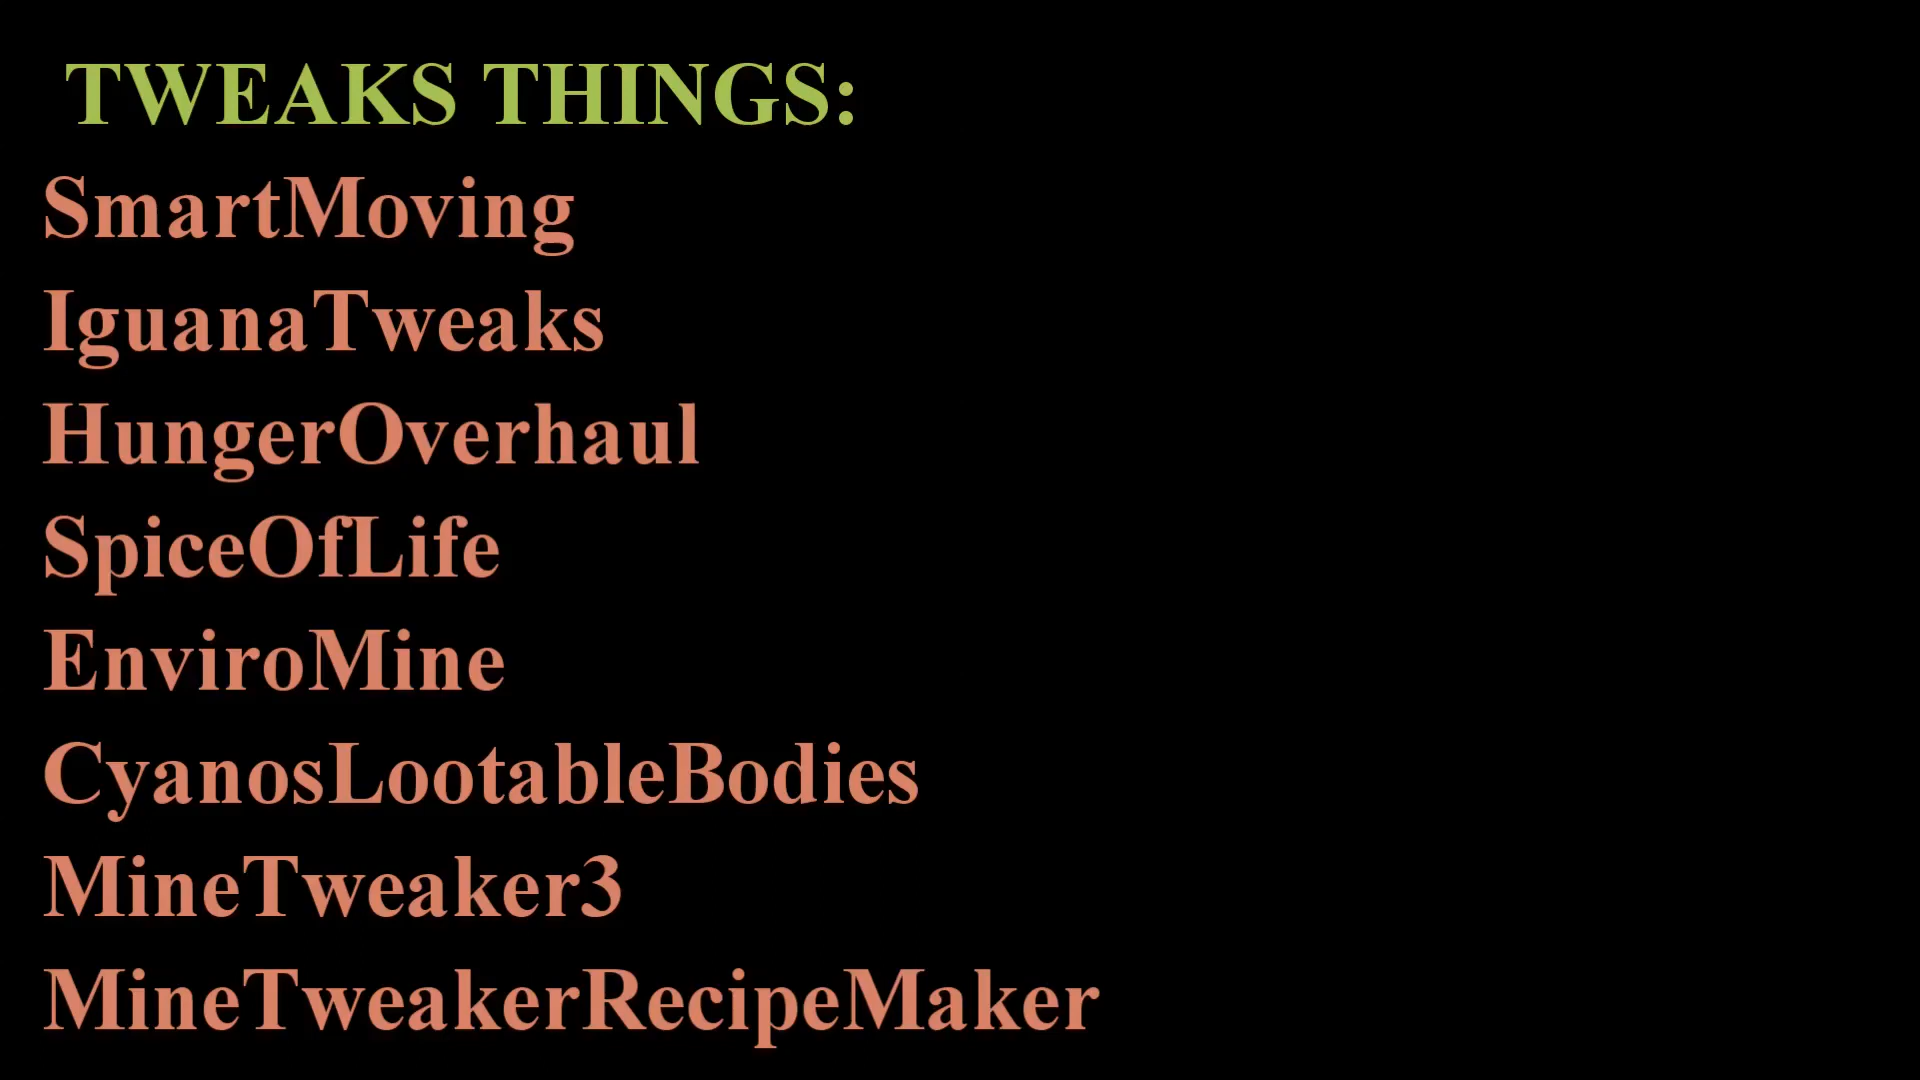 TWEAKS THINGS:
SmartMoving
IguanaTweaks
HungerOverhaul
SpiceOfLife
EnviroMine
CyanosLootableBodies
MineTweaker3
MineTweakerRecipeMaker